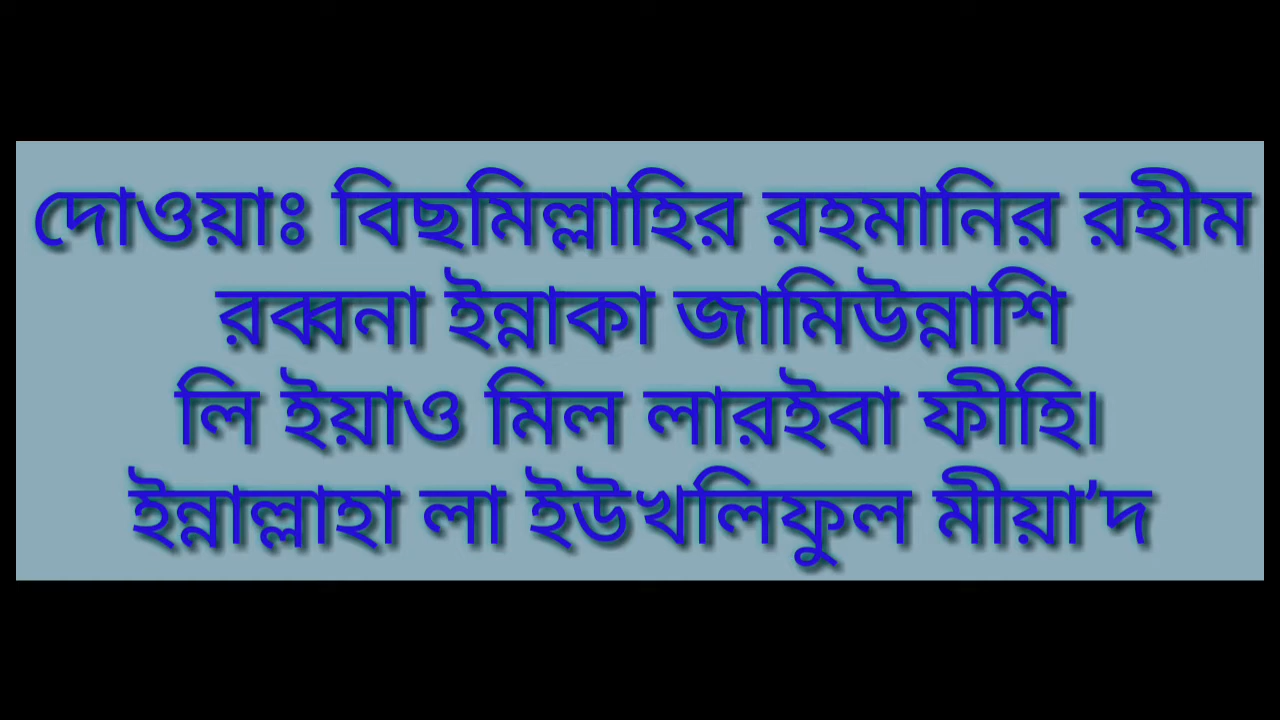 দোওয়াঃ বিছমিল্লাহির রহমানির রহীম
রব্বনা ইন্নাকা জামিউন্নাশি
লি ইয়াও মিল লারইবা ফীহি।
ইন্নাল্লাহা লা ইউখলিফুল মীয়া’দ